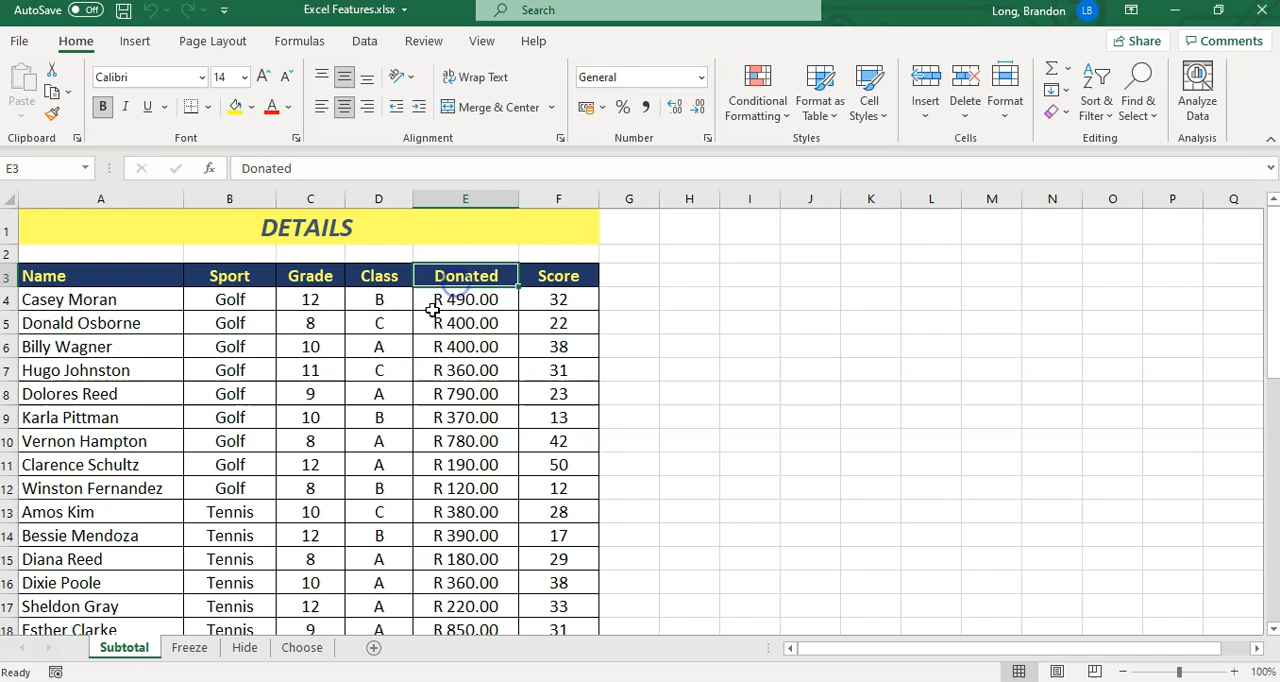 AutoSave Off Excel Features.xlsx Search Long, Brandon LB
File Home Insert Page Layout Formulas Data Review View Help Share Comments
Calibri 14 A A Wrap Text General Σ
Paste B I U A Merge & Center % Conditional Formatting Format as Table Cell Styles Insert Delete Format Sort & Filter Find & Select Analyze Data
Clipboard Font Alignment Number Styles Cells Editing Analysis
E3 fx Donated
A B C D E F G H I J K L M N O P Q
1 DETAILS
2
3 Name Sport Grade Class Donated Score
4 Casey Moran Golf 12 B R 490.00 32
5 Donald Osborne Golf 8 C R 400.00 22
6 Billy Wagner Golf 10 A R 400.00 38
7 Hugo Johnston Golf 11 C R 360.00 31
8 Dolores Reed Golf 9 A R 790.00 23
9 Karla Pittman Golf 10 B R 370.00 13
10 Vernon Hampton Golf 8 A R 780.00 42
11 Clarence Schultz Golf 12 A R 190.00 50
12 Winston Fernandez Golf 8 B R 120.00 12
13 Amos Kim Tennis 10 C R 380.00 28
14 Bessie Mendoza Tennis 12 B R 390.00 17
15 Diana Reed Tennis 8 A R 180.00 29
16 Dixie Poole Tennis 10 A R 360.00 38
17 Sheldon Gray Tennis 12 A R 220.00 33
18 Esther Clarke Tennis 9 A R 850.00 31
Subtotal Freeze Hide Choose
Ready 100%